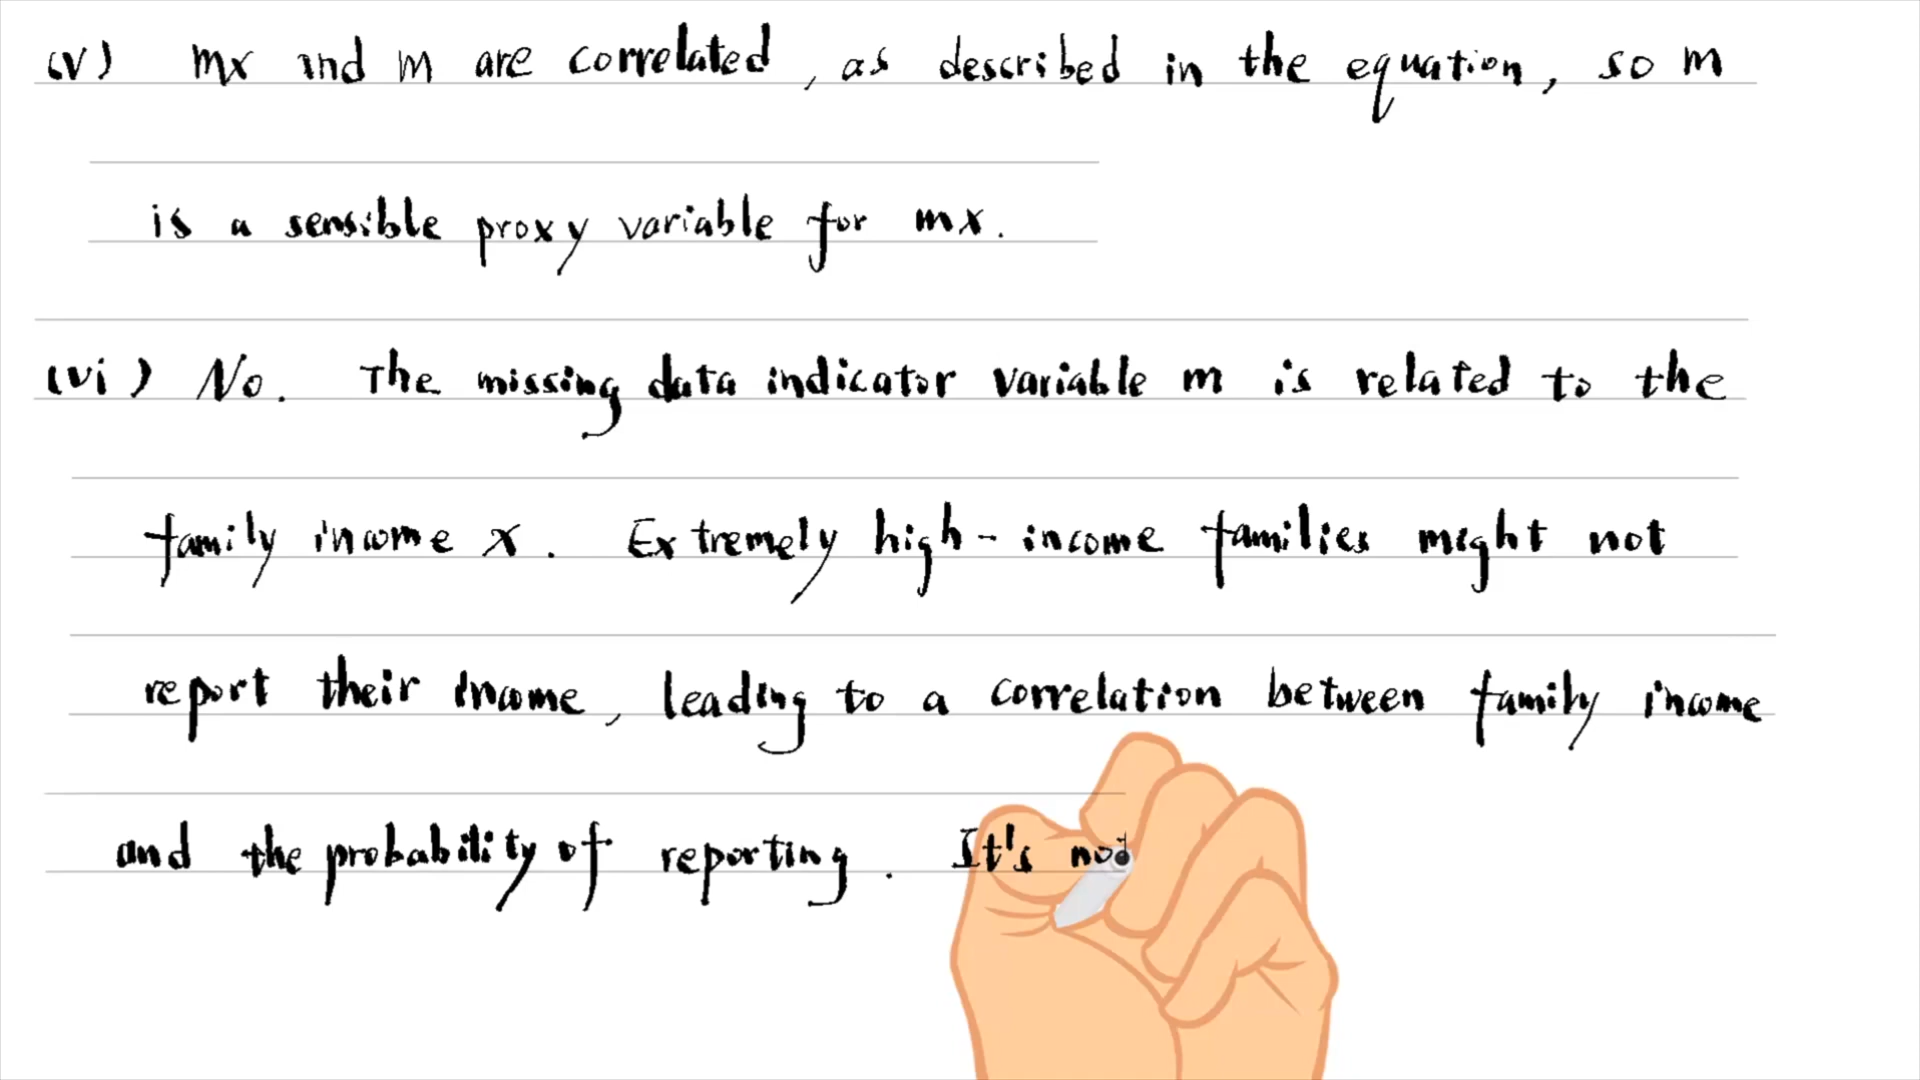 (v) mx and m are correlated, as described in the equation, so m
is a sensible proxy variable for mx.
(vi) No. The missing data indicator variable m is related to the
family income x. Extremely high-income families might not
report their income, leading to a correlation between family income
and the probability of reporting. It's not